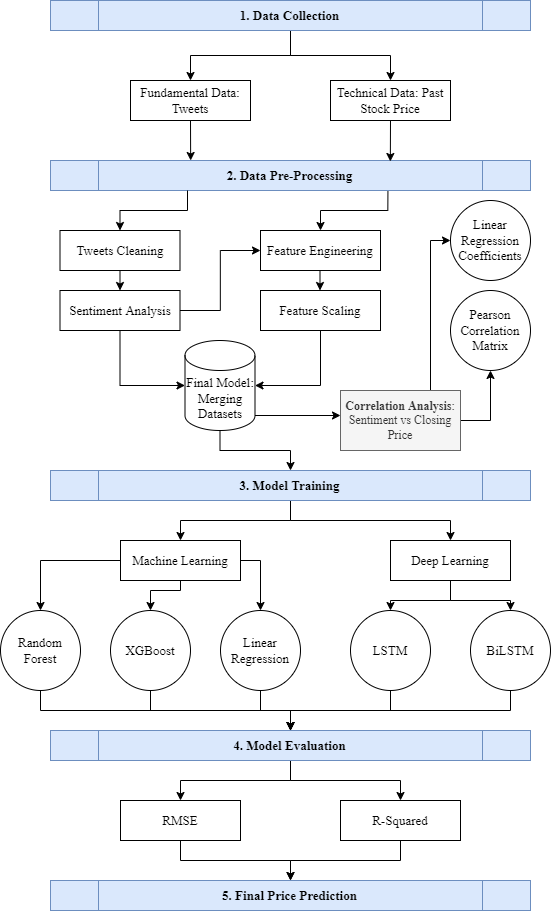 1. Data Collection
Fundamental Data:
Tweets
Technical Data: Past
Stock Price
2. Data Pre-Processing
Tweets Cleaning
Feature Engineering
Linear
Regression
Coefficients
Sentiment Analysis
Feature Scaling
Pearson
Correlation
Matrix
Final Model:
Merging
Datasets
Correlation Analysis:
Sentiment vs Closing
Price
3. Model Training
Machine Learning
Deep Learning
Random
Forest
XGBoost
Linear
Regression
LSTM
BiLSTM
4. Model Evaluation
RMSE
R-Squared
5. Final Price Prediction